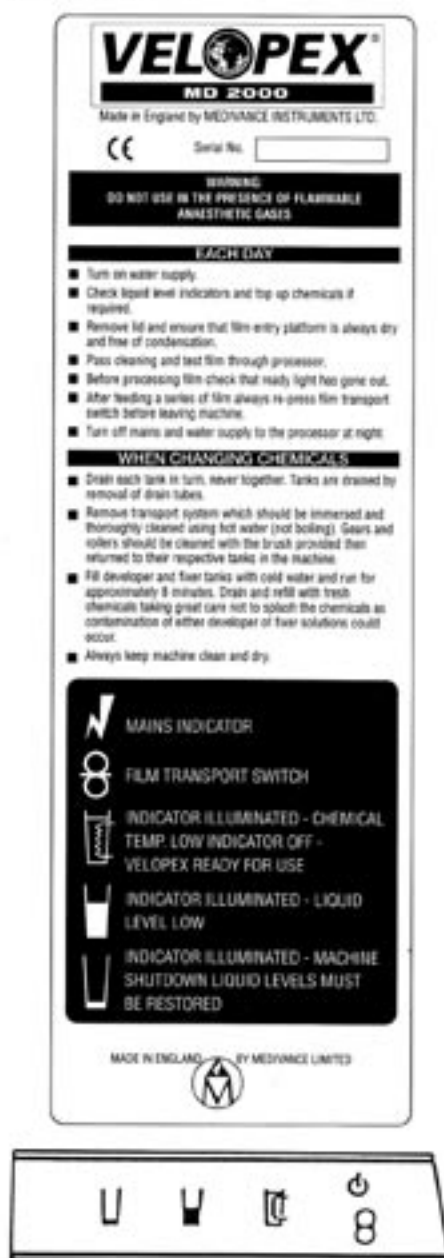 VELOPEX®
MD 2000
Made in England by MEDIVANCE INSTRUMENTS LTD.
CE
Serial No.
WARNING
DO NOT USE IN THE PRESENCE OF FLAMMABLE
ANAESTHETIC GASES
EACH DAY
■ Turn on water supply.
■ Check liquid level indicators and top up chemicals if
required.
■ Remove lid and ensure that film entry platform is always dry
and free of condensation.
■ Pass cleaning and test film through processor.
■ Before processing film check that ready light has gone out.
■ After feeding a series of film always re-press film transport
switch before leaving machine.
■ Turn off mains and water supply to the processor at night.
WHEN CHANGING CHEMICALS
■ Drain each tank in turn, never together. Tanks are drained by
removal of drain tubes.
■ Remove transport system which should be immersed and
thoroughly cleaned using hot water (not boiling). Gears and
rollers should be cleaned with the brush provided then
returned to their respective tanks in the machine.
■ Fill developer and fixer tanks with cold water and run for
approximately 8 minutes. Drain and refill with fresh
chemicals taking great care not to splash the chemicals as
contamination of either developer of fixer solutions could
occur.
■ Always keep machine clean and dry.
MAINS INDICATOR
FILM TRANSPORT SWITCH
INDICATOR ILLUMINATED - CHEMICAL
TEMP. LOW INDICATOR OFF -
VELOPEX READY FOR USE
INDICATOR ILLUMINATED - LIQUID
LEVEL LOW
INDICATOR ILLUMINATED - MACHINE
SHUTDOWN LIQUID LEVELS MUST
BE RESTORED
MADE IN ENGLAND BY MEDIVANCE LIMITED
M